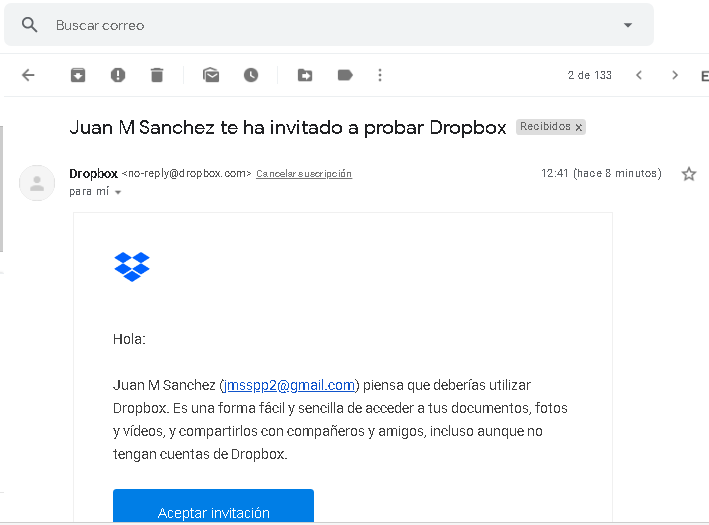 Buscar correo
2 de 133
E
Juan M Sanchez te ha invitado a probar Dropbox Recibidos x
Dropbox <no-reply@dropbox.com> Cancelar suscripción 12:41 (hace 8 minutos)
para mí
Hola:
Juan M Sanchez (jmsspp2@gmail.com) piensa que deberías utilizar
Dropbox. Es una forma fácil y sencilla de acceder a tus documentos, fotos
y vídeos, y compartirlos con compañeros y amigos, incluso aunque no
tengan cuentas de Dropbox.
Aceptar invitación